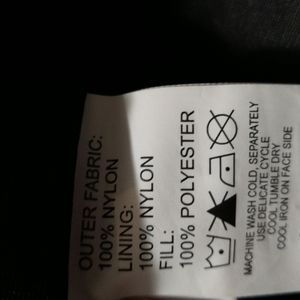 OUTER FABRIC:
100% NYLON
LINING:
100% NYLON
FILL:
100% POLYESTER
MACHINE WASH COLD, SEPARATELY
USE DELICATE CYCLE
COOL TUMBLE DRY
COOL IRON ON FACE SIDE